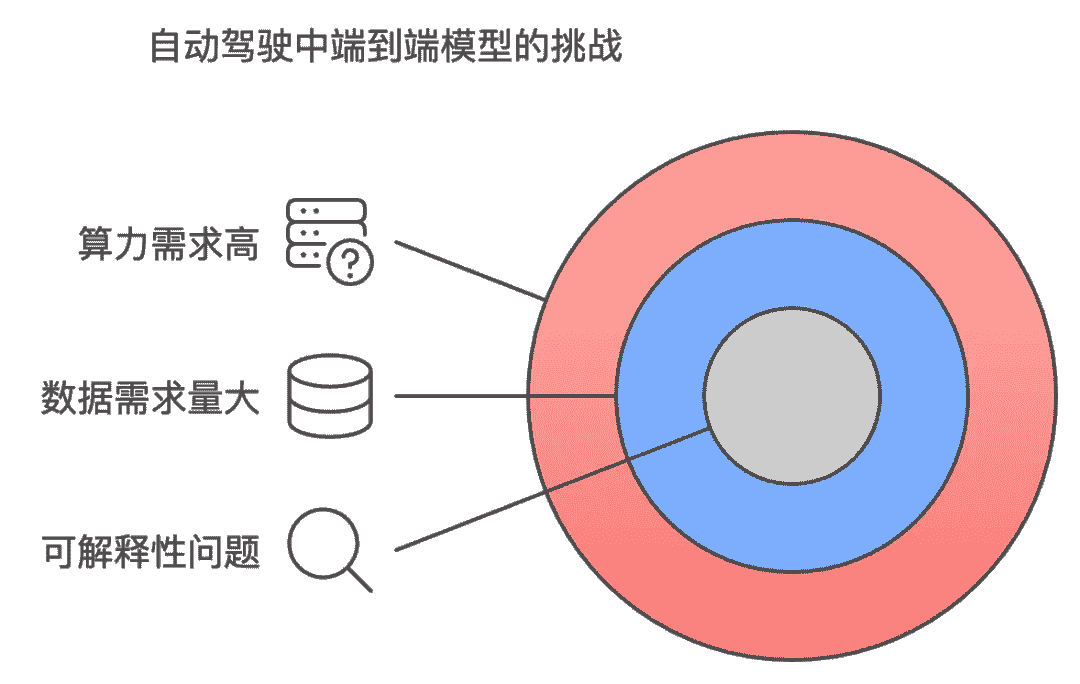 自动驾驶中端到端模型的挑战
算力需求高
?
数据需求量大
可解释性问题